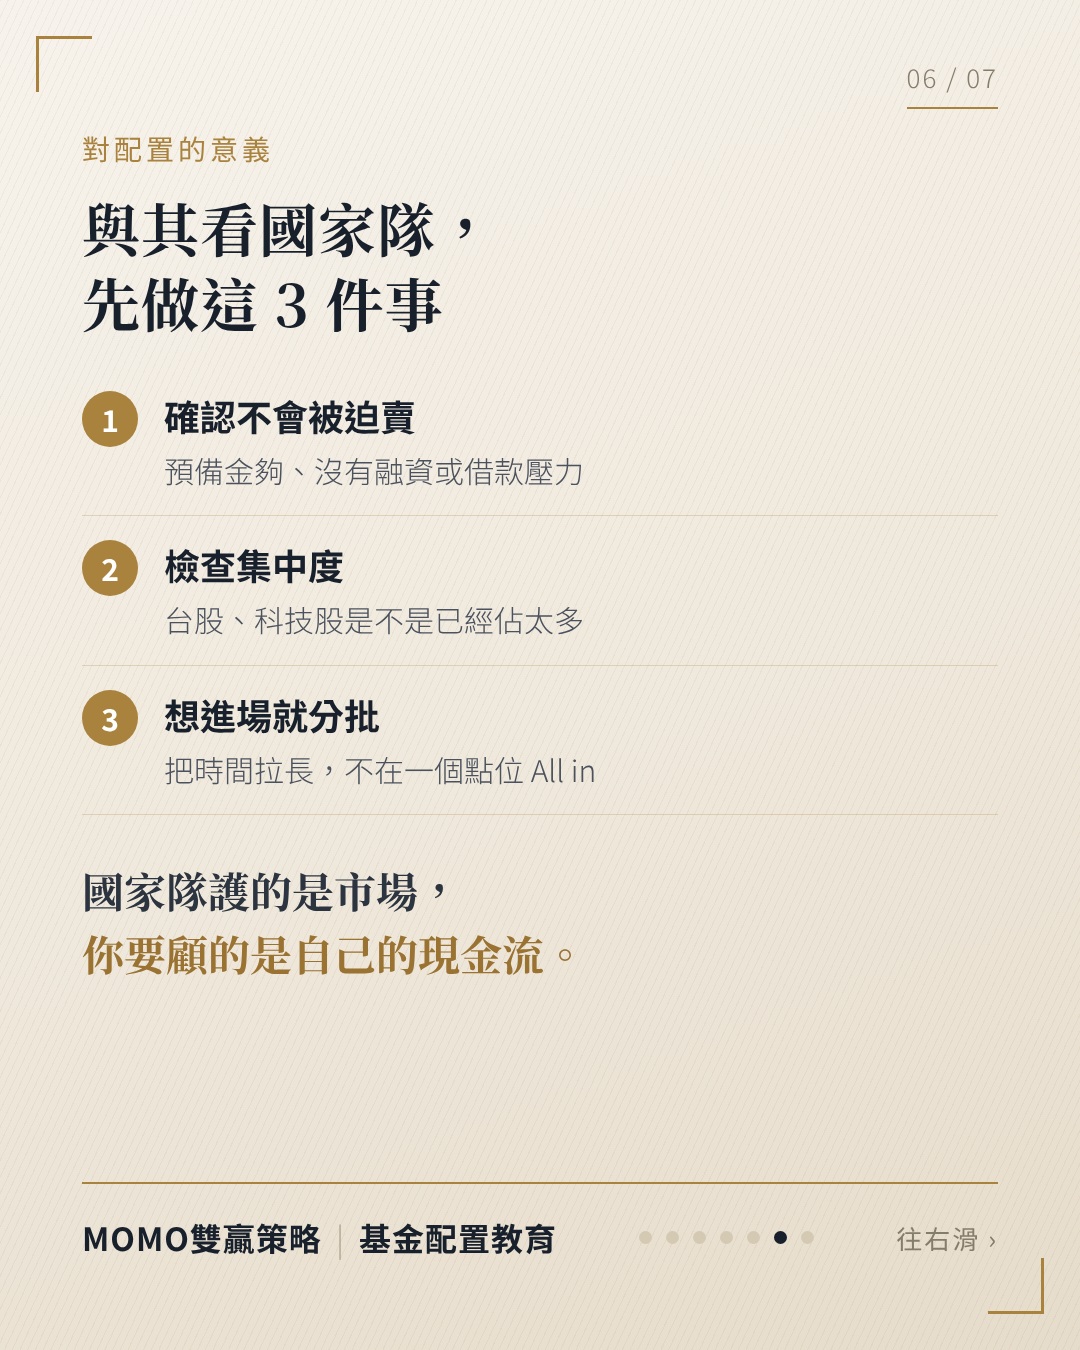 06 / 07
對配置的意義
與其看國家隊，
先做這 3 件事
1 確認不會被迫賣
預備金夠、沒有融資或借款壓力
2 檢查集中度
台股、科技股是不是已經佔太多
3 想進場就分批
把時間拉長，不在一個點位 All in
國家隊護的是市場，
你要顧的是自己的現金流。
MOMO雙贏策略｜基金配置教育
往右滑 ›